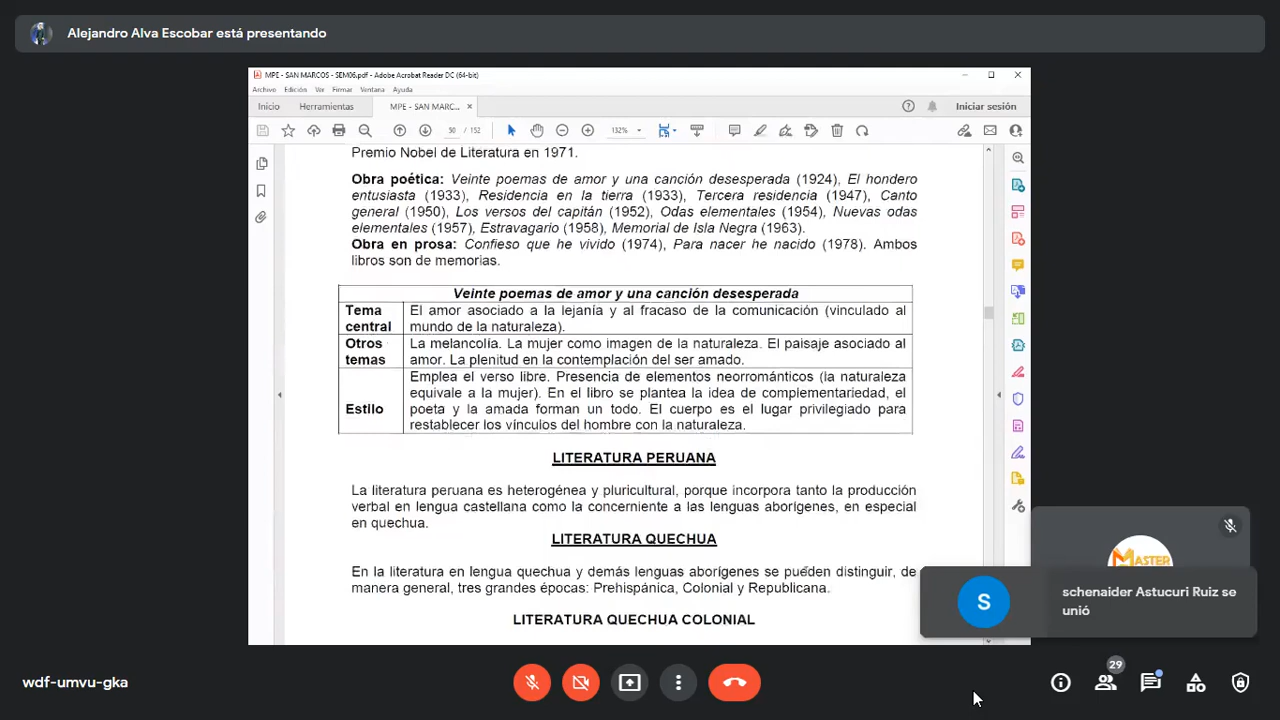 Alejandro Alva Escobar está presentando
MPE - SAN MARCOS - SEM06.pdf - Adobe Acrobat Reader DC (64-bit)
Archivo Edición Ver Firmar Ventana Ayuda
Inicio Herramientas MPE - SAN MARC... Iniciar sesión
50 / 152 132%
Premio Nobel de Literatura en 1971.
Obra poética: Veinte poemas de amor y una canción desesperada (1924), El hondero
entusiasta (1933), Residencia en la tierra (1933), Tercera residencia (1947), Canto
general (1950), Los versos del capitán (1952), Odas elementales (1954), Nuevas odas
elementales (1957), Estravagario (1958), Memorial de Isla Negra (1963).
Obra en prosa: Confieso que he vivido (1974), Para nacer he nacido (1978). Ambos
libros son de memorias.
Veinte poemas de amor y una canción desesperada
Tema central
El amor asociado a la lejanía y al fracaso de la comunicación (vinculado al
mundo de la naturaleza).
Otros temas
La melancolía. La mujer como imagen de la naturaleza. El paisaje asociado al
amor. La plenitud en la contemplación del ser amado.
Estilo
Emplea el verso libre. Presencia de elementos neorrománticos (la naturaleza
equivale a la mujer). En el libro se plantea la idea de complementariedad, el
poeta y la amada forman un todo. El cuerpo es el lugar privilegiado para
restablecer los vínculos del hombre con la naturaleza.
LITERATURA PERUANA
La literatura peruana es heterogénea y pluricultural, porque incorpora tanto la producción
verbal en lengua castellana como la concerniente a las lenguas aborígenes, en especial
en quechua.
LITERATURA QUECHUA
En la literatura en lengua quechua y demás lenguas aborígenes se pueden distinguir, de
manera general, tres grandes épocas: Prehispánica, Colonial y Republicana.
LITERATURA QUECHUA COLONIAL
MASTER
S
schenaider Astucuri Ruiz se
unió
wdf-umvu-gka
29